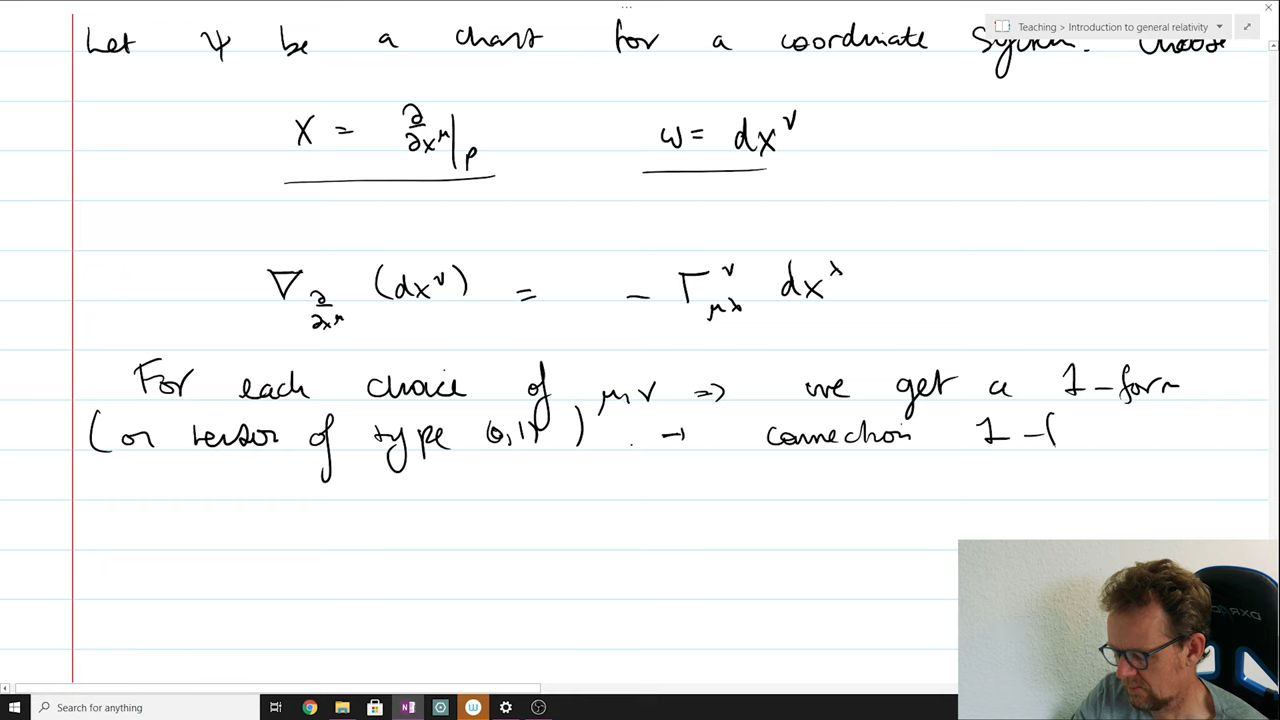 Teaching > Introduction to general relativity
Let ψ be a chart for a coordinate system. Choose
X = ∂/∂x^μ|_p ω = dx^ν
∇_{∂/∂x^μ} (dx^ν) = - Γ^ν_{μλ} dx^λ
For each choice of μ, ν ⇒ we get a 1-form
(or tensor of type (0,1)) . → connection 1-(
Search for anything